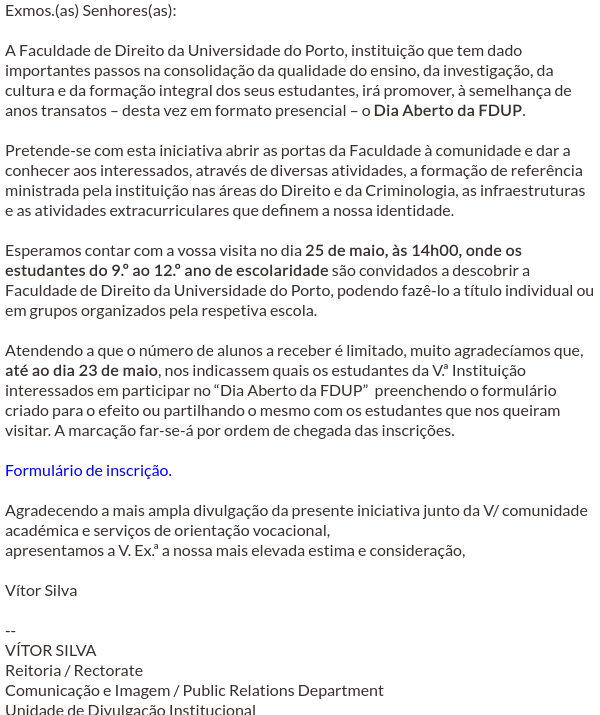 Exmos.(as) Senhores(as):
A Faculdade de Direito da Universidade do Porto, instituição que tem dado
importantes passos na consolidação da qualidade do ensino, da investigação, da
cultura e da formação integral dos seus estudantes, irá promover, à semelhança de
anos transatos – desta vez em formato presencial – o Dia Aberto da FDUP.
Pretende-se com esta iniciativa abrir as portas da Faculdade à comunidade e dar a
conhecer aos interessados, através de diversas atividades, a formação de referência
ministrada pela instituição nas áreas do Direito e da Criminologia, as infraestruturas
e as atividades extracurriculares que definem a nossa identidade.
Esperamos contar com a vossa visita no dia 25 de maio, às 14h00, onde os
estudantes do 9.º ao 12.º ano de escolaridade são convidados a descobrir a
Faculdade de Direito da Universidade do Porto, podendo fazê-lo a título individual ou
em grupos organizados pela respetiva escola.
Atendendo a que o número de alunos a receber é limitado, muito agradecíamos que,
até ao dia 23 de maio, nos indicassem quais os estudantes da V.ª Instituição
interessados em participar no “Dia Aberto da FDUP” preenchendo o formulário
criado para o efeito ou partilhando o mesmo com os estudantes que nos queiram
visitar. A marcação far-se-á por ordem de chegada das inscrições.
Formulário de inscrição.
Agradecendo a mais ampla divulgação da presente iniciativa junto da V/ comunidade
académica e serviços de orientação vocacional,
apresentamos a V. Ex.ª a nossa mais elevada estima e consideração,
Vítor Silva
--
VÍTOR SILVA
Reitoria / Rectorate
Comunicação e Imagem / Public Relations Department
Unidade de Divulgação Institucional